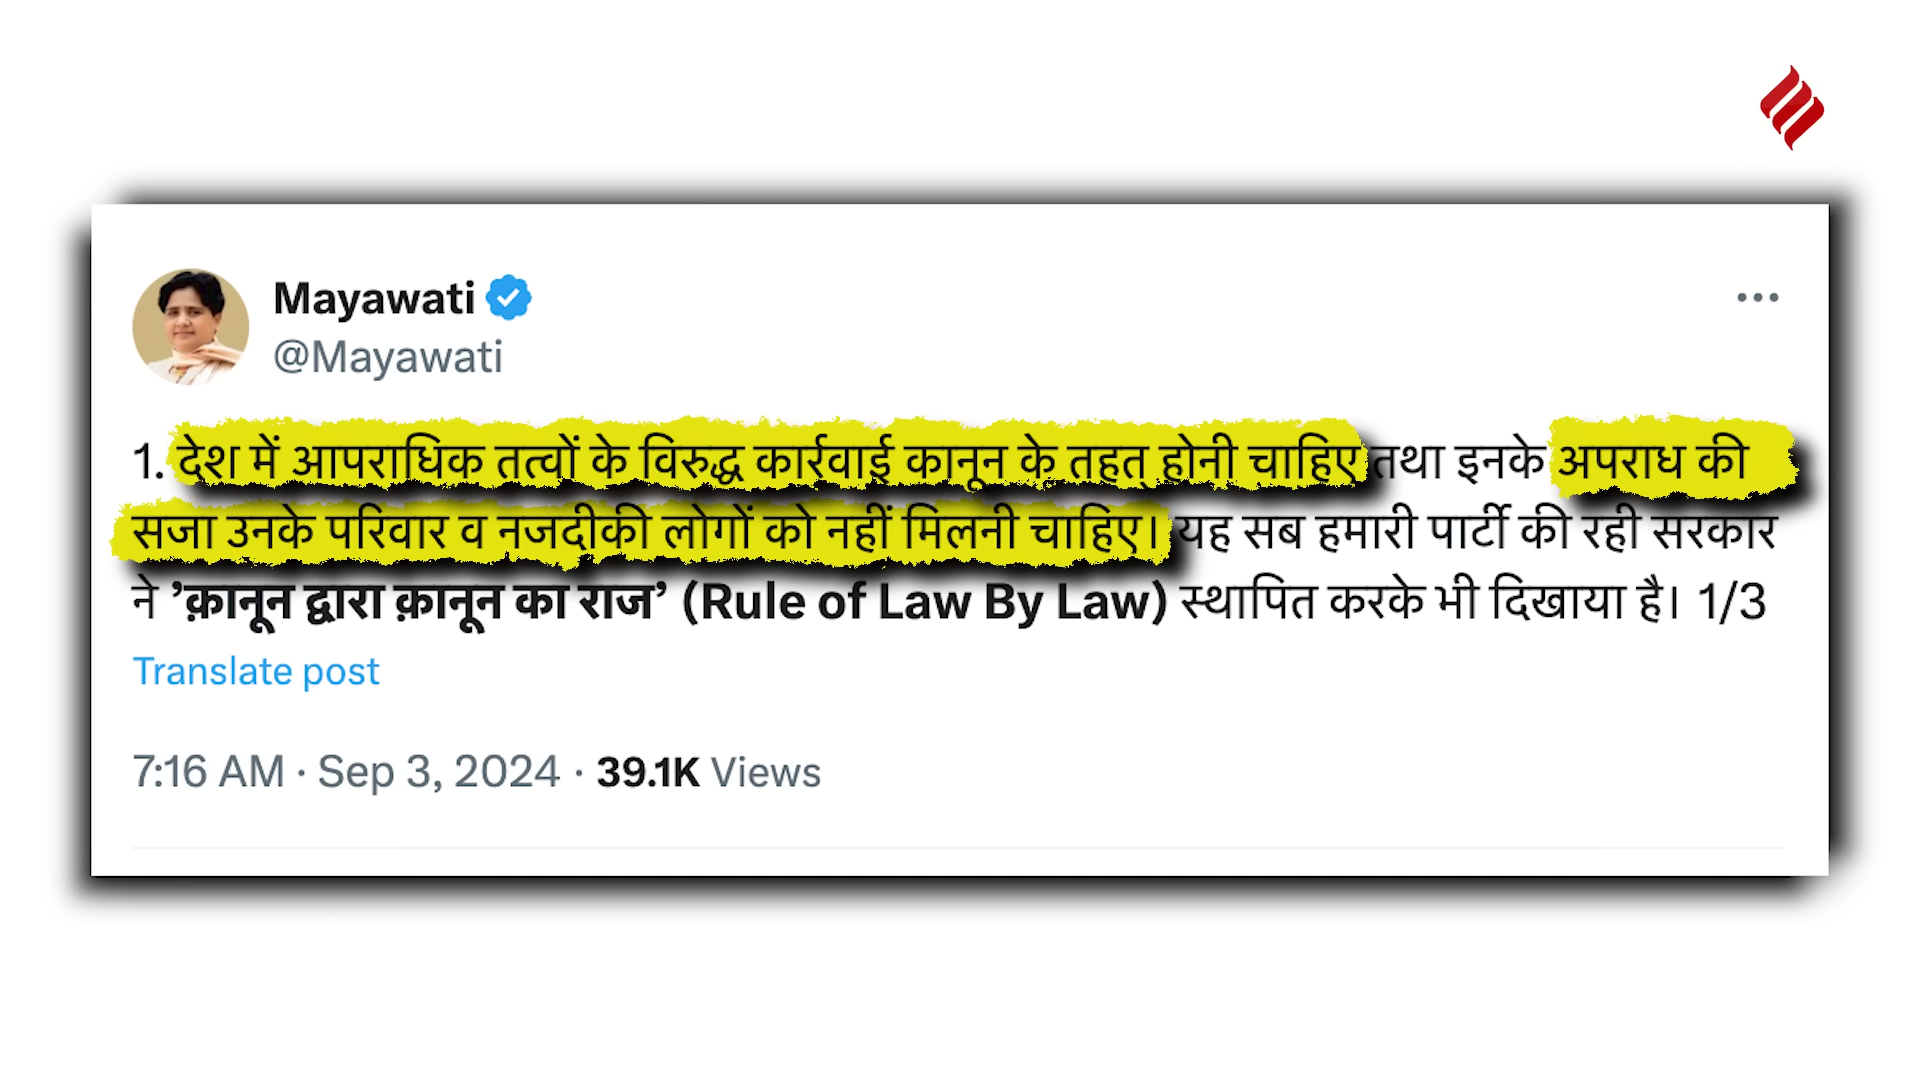 Mayawati
@Mayawati
1. देश में आपराधिक तत्वों के विरुद्ध कार्रवाई कानून के तहत् होनी चाहिए तथा इनके अपराध की
सजा उनके परिवार व नजदीकी लोगों को नहीं मिलनी चाहिए। यह सब हमारी पार्टी की रही सरकार
ने ’क़ानून द्वारा क़ानून का राज’ (Rule of Law By Law) स्थापित करके भी दिखाया है। 1/3
Translate post
7:16 AM · Sep 3, 2024 · 39.1K Views